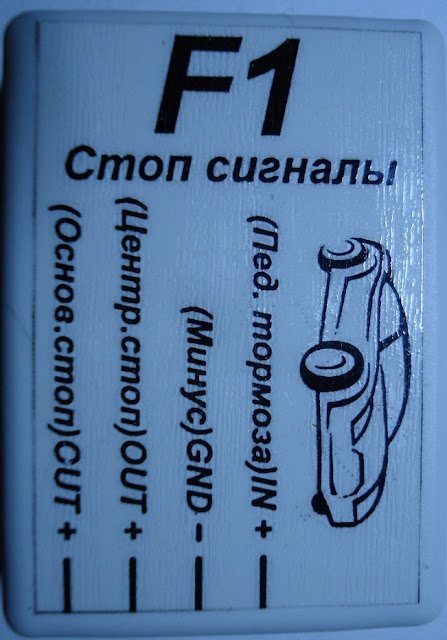 F1
Стоп сигналы
(Пед. тормоза)IN +
(Минус)GND -
(Центр.стоп)OUT +
(Основ.стоп)CUT +